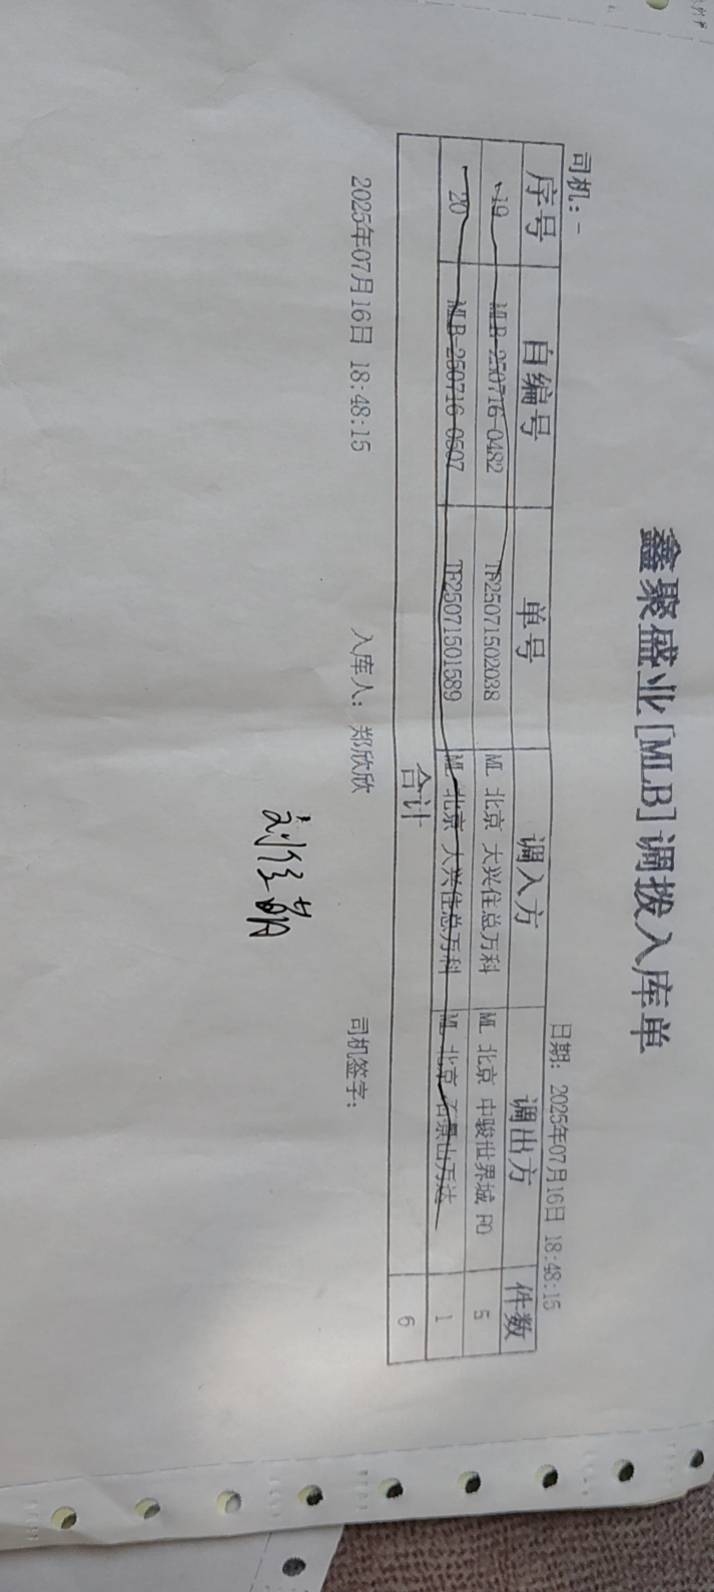 鑫聚盛业[MLB]调拨入库单
司机：-
日期: 2025年07月16日 18:48:15
序号 自编号 单号 调入方 调出方 件数
19 MLB-250716-0482 TF25071502038 ML 北京 大兴住总万科 ML 北京 中骏世界城 FO 5
20 MLB-250716-0507 TF25071501589 ML 北京 大兴住总万科 ML 北京 石景山万达 1
合计 6
2025年07月16日 18:48:15 入库人: 郑欣欣 司机签字: